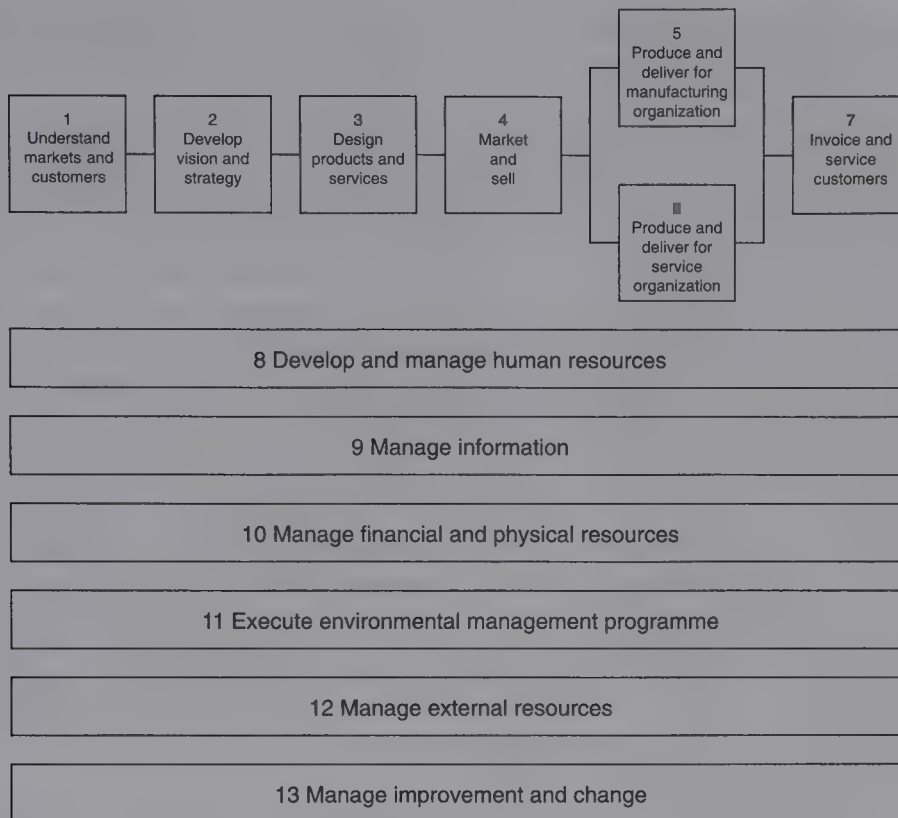 1
Understand
markets and
customers
2
Develop
vision and
strategy
3
Design
products and
services
4
Market
and
sell
5
Produce and
deliver for
manufacturing
organization
Produce and
deliver for
service
organization
7
Invoice and
service
customers
8 Develop and manage human resources
9 Manage information
10 Manage financial and physical resources
11 Execute environmental management programme
12 Manage external resources
13 Manage improvement and change